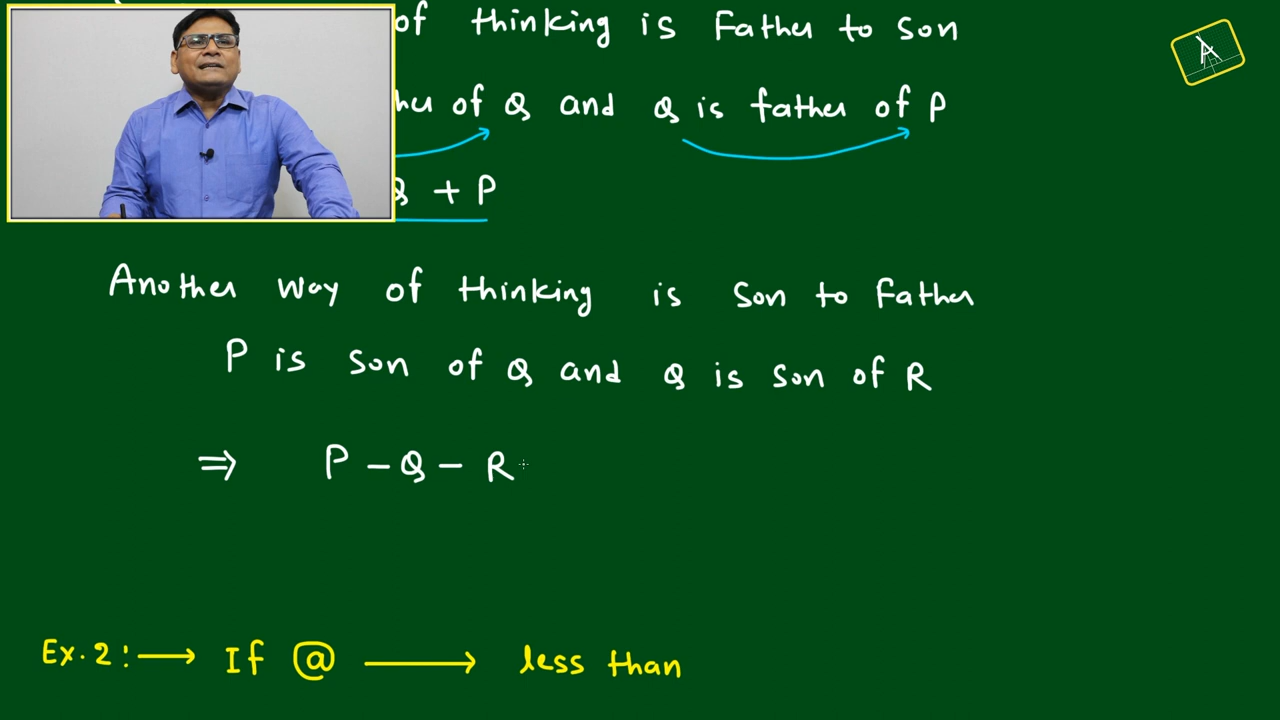 of thinking is Father to son
of Q and Q is father of P
+ P
Another way of thinking is son to Father
P is son of Q and Q is son of R
⇒ P - Q - R
Ex. 2 : → If @ → less than
A